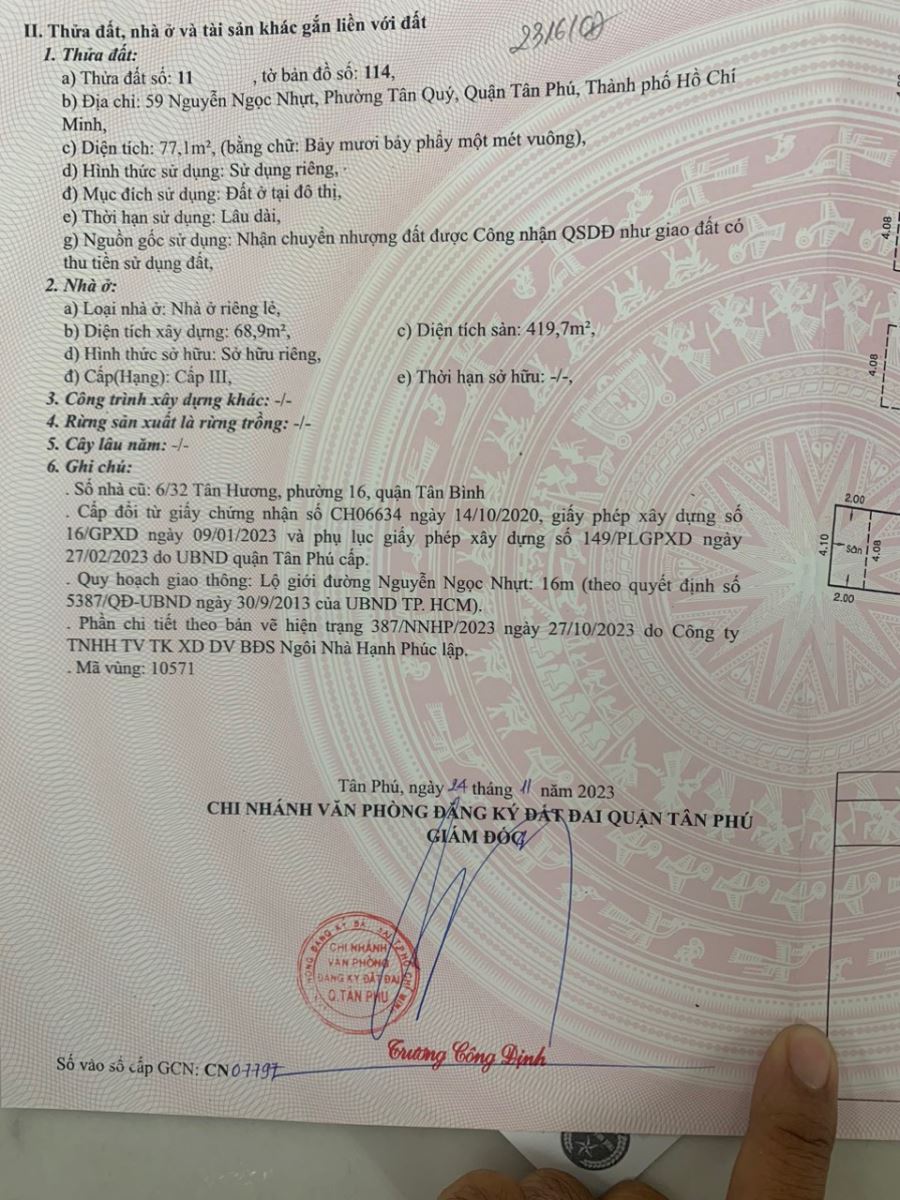 23/6/
II. Thửa đất, nhà ở và tài sản khác gắn liền với đất
1. Thửa đất:
a) Thửa đất số: 11 , tờ bản đồ số: 114,
b) Địa chỉ: 59 Nguyễn Ngọc Nhựt, Phường Tân Quý, Quận Tân Phú, Thành phố Hồ Chí
Minh,
c) Diện tích: 77,1m², (bằng chữ: Bảy mươi bảy phẩy một mét vuông),
d) Hình thức sử dụng: Sử dụng riêng,
đ) Mục đích sử dụng: Đất ở tại đô thị,
e) Thời hạn sử dụng: Lâu dài,
g) Nguồn gốc sử dụng: Nhận chuyển nhượng đất được Công nhận QSDĐ như giao đất có
thu tiền sử dụng đất,
2. Nhà ở:
a) Loại nhà ở: Nhà ở riêng lẻ,
b) Diện tích xây dựng: 68,9m², c) Diện tích sàn: 419,7m²,
d) Hình thức sở hữu: Sở hữu riêng,
đ) Cấp(Hạng): Cấp III, e) Thời hạn sở hữu: -/-,
3. Công trình xây dựng khác: -/-
4. Rừng sản xuất là rừng trồng: -/-
5. Cây lâu năm: -/-
6. Ghi chú:
. Số nhà cũ: 6/32 Tân Hương, phường 16, quận Tân Bình
. Cấp đổi từ giấy chứng nhận số CH06634 ngày 14/10/2020, giấy phép xây dựng số
16/GPXD ngày 09/01/2023 và phụ lục giấy phép xây dựng số 149/PLGPXD ngày
27/02/2023 do UBND quận Tân Phú cấp.
. Quy hoạch giao thông: Lộ giới đường Nguyễn Ngọc Nhựt: 16m (theo quyết định số
5387/QĐ-UBND ngày 30/9/2013 của UBND TP. HCM).
. Phần chi tiết theo bản vẽ hiện trạng 387/NNHP/2023 ngày 27/10/2023 do Công ty
TNHH TV TK XD DV BĐS Ngôi Nhà Hạnh Phúc lập.
. Mã vùng: 10571
4.08
4.08
2.00
4.10
Sân
4.08
2.00
Tân Phú, ngày 24 tháng 11 năm 2023
CHI NHÁNH VĂN PHÒNG ĐĂNG KÝ ĐẤT ĐAI QUẬN TÂN PHÚ
GIÁM ĐỐC
CHI NHÁNH
VĂN PHÒNG
ĐĂNG KÝ ĐẤT ĐAI
Q.TÂN PHÚ
Trương Công Định
Số vào sổ cấp GCN: CN07797